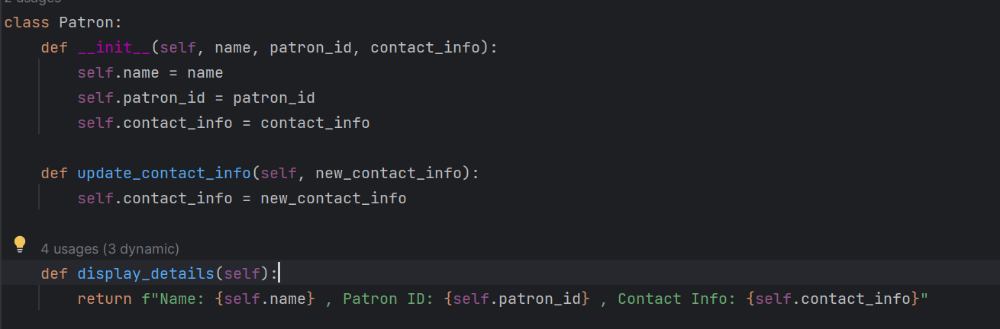 2 usages
class Patron:
    def __init__(self, name, patron_id, contact_info):
        self.name = name
        self.patron_id = patron_id
        self.contact_info = contact_info
    def update_contact_info(self, new_contact_info):
        self.contact_info = new_contact_info
    4 usages (3 dynamic)
    def display_details(self):
        return f"Name: {self.name} , Patron ID: {self.patron_id} , Contact Info: {self.contact_info}"